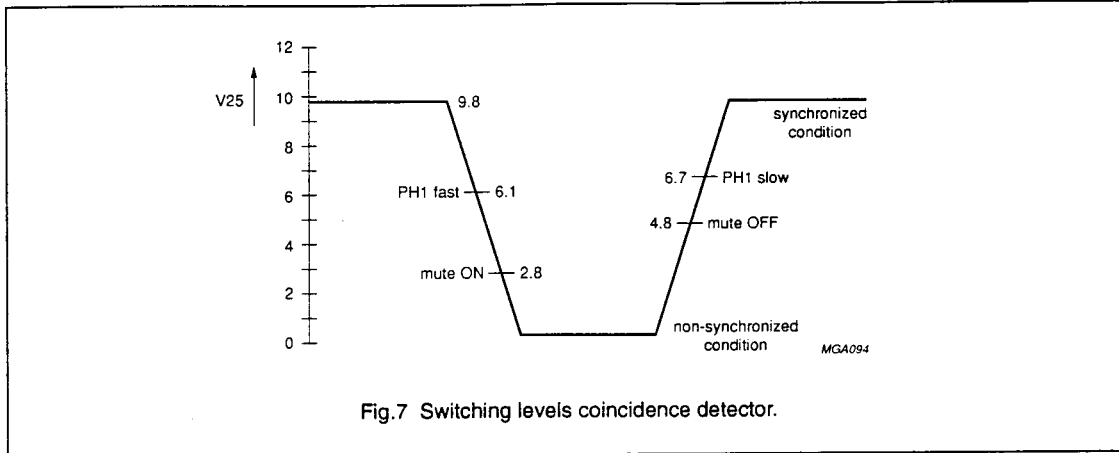 12
V25
10
9.8
synchronized
condition
8
6.7 PH1 slow
PH1 fast 6.1
6
4.8 mute OFF
4
mute ON 2.8
2
non-synchronized
condition
0
MGA094
Fig.7 Switching levels coincidence detector.